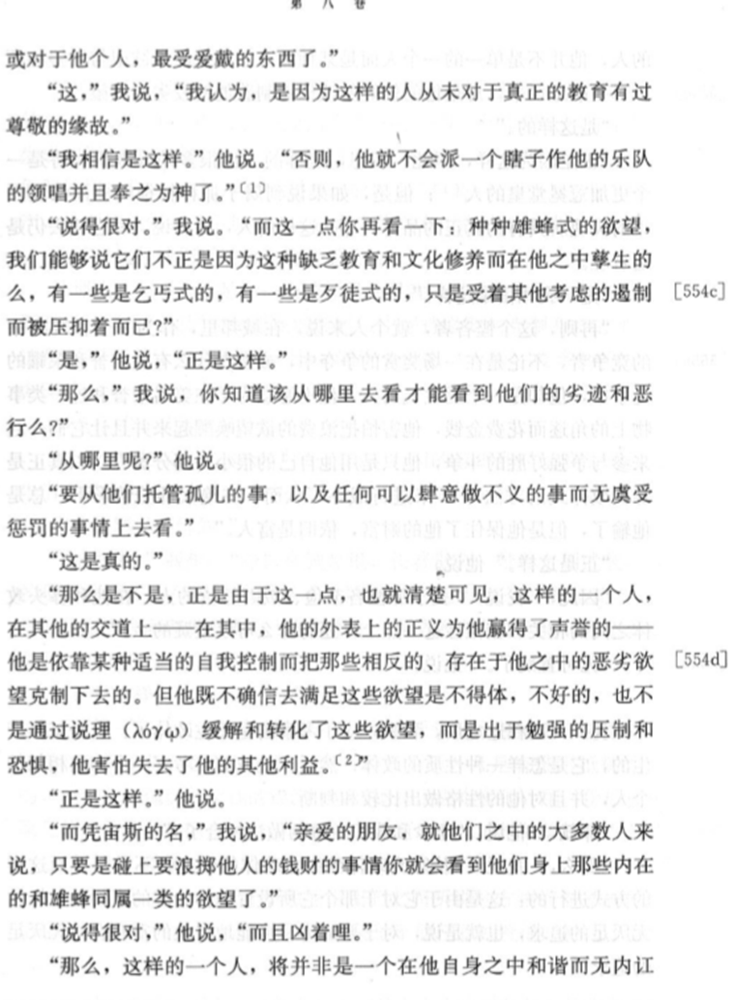 第八卷
或对于他个人，最受爱戴的东西了。”
“这，”我说，“我认为，是因为这样的人从未对于真正的教育有过
尊敬的缘故。”
“我相信是这样。”他说。“否则，他就不会派一个瞎子作他的乐队
的领唱并且奉之为神了。”〔1〕
“说得很对。”我说。“而这一点你再看一下：种种雄蜂式的欲望，
我们能够说它们不正是因为这种缺乏教育和文化修养而在他之中孳生的
么，有一些是乞丐式的，有一些是歹徒式的，只是受着其他考虑的遏制 [554c]
而被压抑着而已?”
“是，”他说，“正是这样。”
“那么，”我说，你知道该从哪里去看才能看到他们的劣迹和恶
行么?”
“从哪里呢?”他说。
“要从他们托管孤儿的事，以及任何可以肆意做不义的事而无虞受
惩罚的事情上去看。”
“这是真的。”
“那么是不是，正是由于这一点，也就清楚可见，这样的一个人，
在其他的交道上——在其中，他的外表上的正义为他赢得了声誉的——
他是依靠某种适当的自我控制而把那些相反的、存在于他之中的恶劣欲 [554d]
望克制下去的。但他既不确信去满足这些欲望是不得体，不好的，也不
是通过说理（λόγῳ）缓解和转化了这些欲望，而是出于勉强的压制和
恐惧，他害怕失去了他的其他利益。〔2〕”
“正是这样。”他说。
“而凭宙斯的名，”我说，“亲爱的朋友，就他们之中的大多数人来
说，只要是碰上要浪掷他人的钱财的事情你就会看到他们身上那些内在
的和雄蜂同属一类的欲望了。”
“说得很对，”他说，“而且凶着哩。”
“那么，这样的一个人，将并非是一个在他自身之中和谐而无内讧